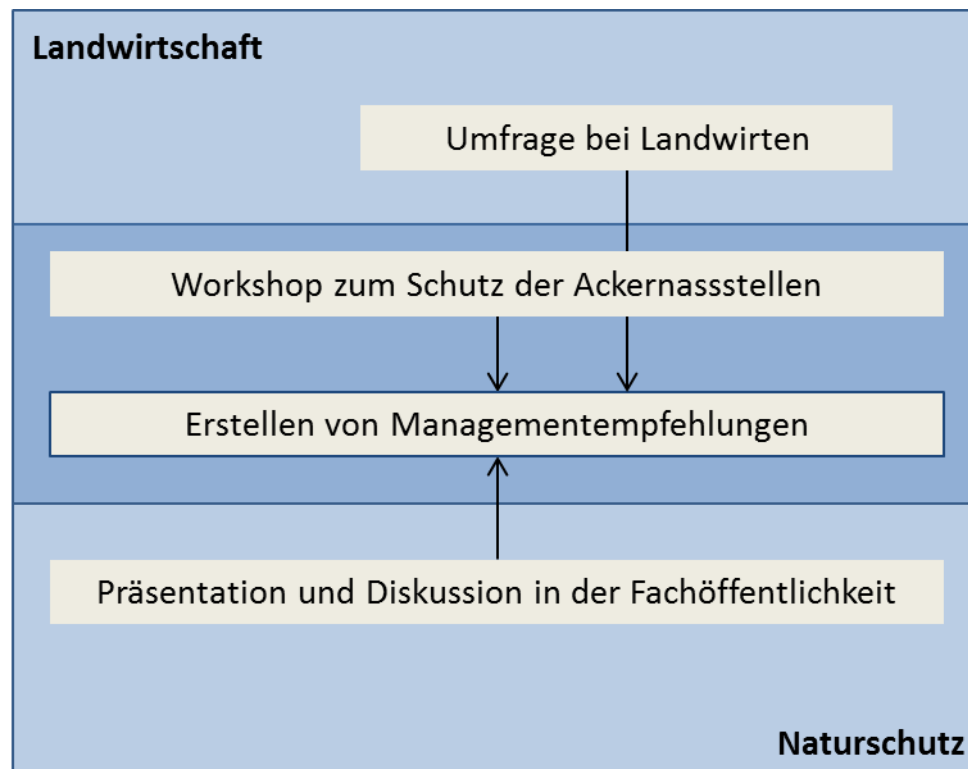 Landwirtschaft
Umfrage bei Landwirten
Workshop zum Schutz der Ackernassstellen
Erstellen von Managementempfehlungen
Präsentation und Diskussion in der Fachöffentlichkeit
Naturschutz